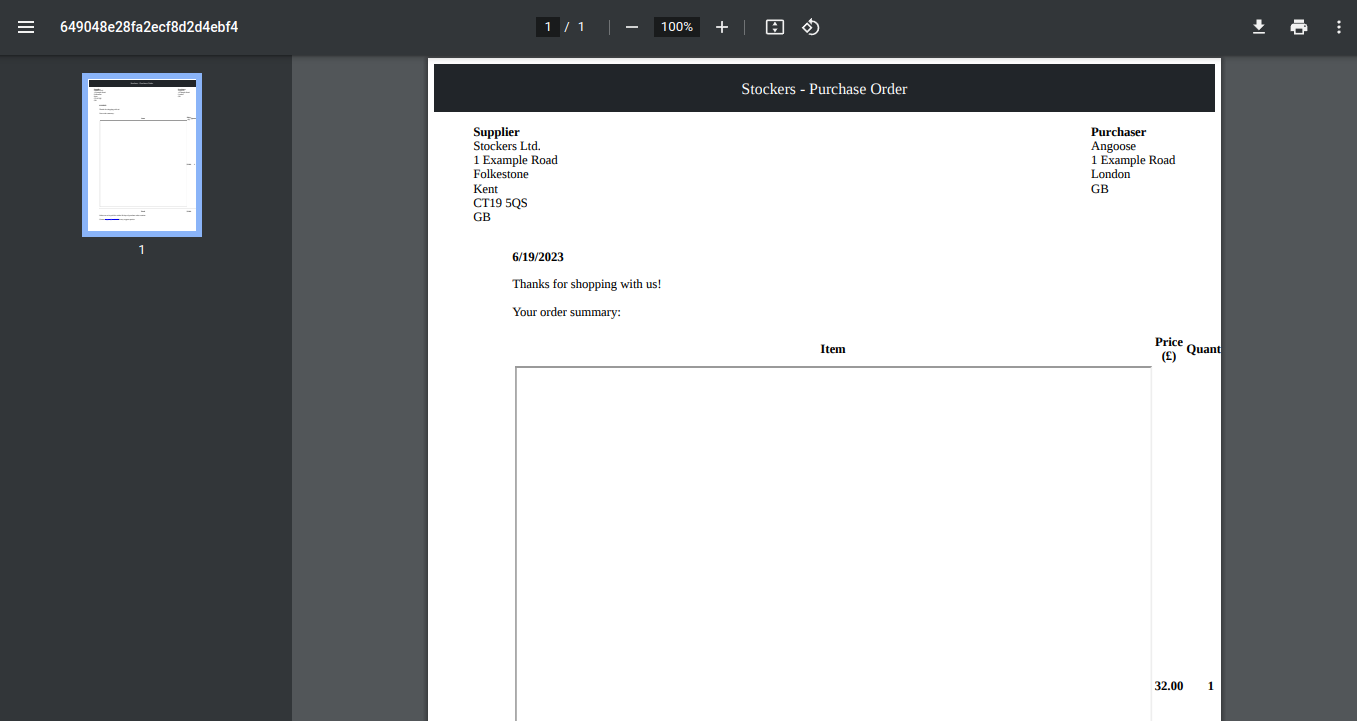 649048e28fa2ecf8d2d4ebf4
1 / 1
100%
Stockers - Purchase Order
Supplier
Stockers Ltd.
1 Example Road
Folkestone
Kent
CT19 5QS
GB
Purchaser
Angoose
1 Example Road
London
GB
6/19/2023
Thanks for shopping with us!
Your order summary:
Item
Price
(£)
Quant
32.00 1
1